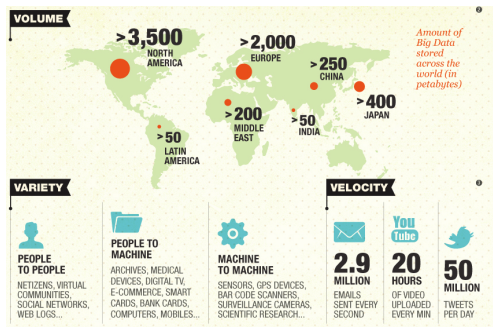 VOLUME
Amount of
Big Data
stored
across the
world (in
petabytes)
>3,500
NORTH
AMERICA
>2,000
EUROPE
>250
CHINA
>400
JAPAN
>200
MIDDLE
EAST
>50
INDIA
>50
LATIN
AMERICA
VARIETY
PEOPLE
TO PEOPLE
NETIZENS, VIRTUAL
COMMUNITIES,
SOCIAL NETWORKS,
WEB LOGS...
PEOPLE TO
MACHINE
ARCHIVES, MEDICAL
DEVICES, DIGITAL TV,
E-COMMERCE, SMART
CARDS, BANK CARDS,
COMPUTERS, MOBILES...
MACHINE
TO MACHINE
SENSORS, GPS DEVICES,
BAR CODE SCANNERS,
SURVEILLANCE CAMERAS,
SCIENTIFIC RESEARCH...
VELOCITY
2.9
MILLION
EMAILS
SENT EVERY
SECOND
You
Tube
20
HOURS
OF VIDEO
UPLOADED
EVERY MIN
50
MILLION
TWEETS
PER DAY